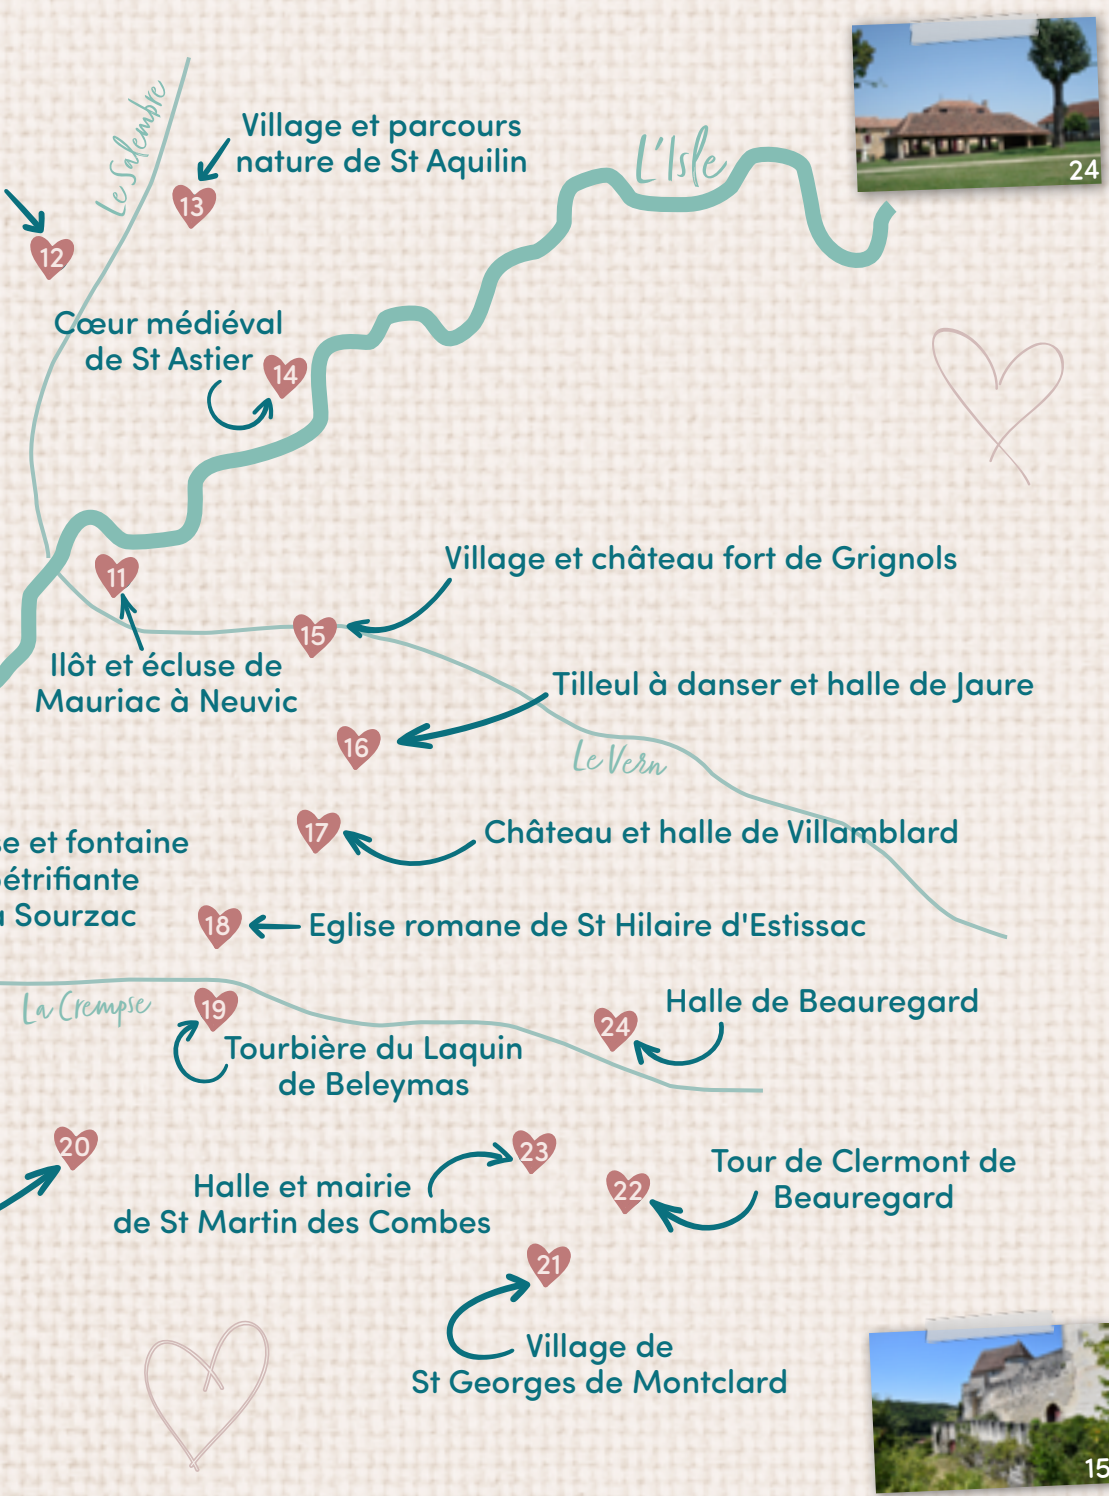 24
Le Salembre
Village et parcours
nature de St Aquilin
L'Isle
13
12
Cœur médiéval
de St Astier
14
11
Village et château fort de Grignols
15
Ilôt et écluse de
Mauriac à Neuvic
Tilleul à danser et halle de Jaure
16
Le Vern
17
Château et halle de Villamblard
et fontaine
Sourzac
18
Eglise romane de St Hilaire d'Estissac
La Crempse
19
Tourbière du Laquin
de Beleymas
Halle de Beauregard
24
20
23
Halle et mairie
de St Martin des Combes
22
Tour de Clermont de
Beauregard
21
Village de
St Georges de Montclard
15